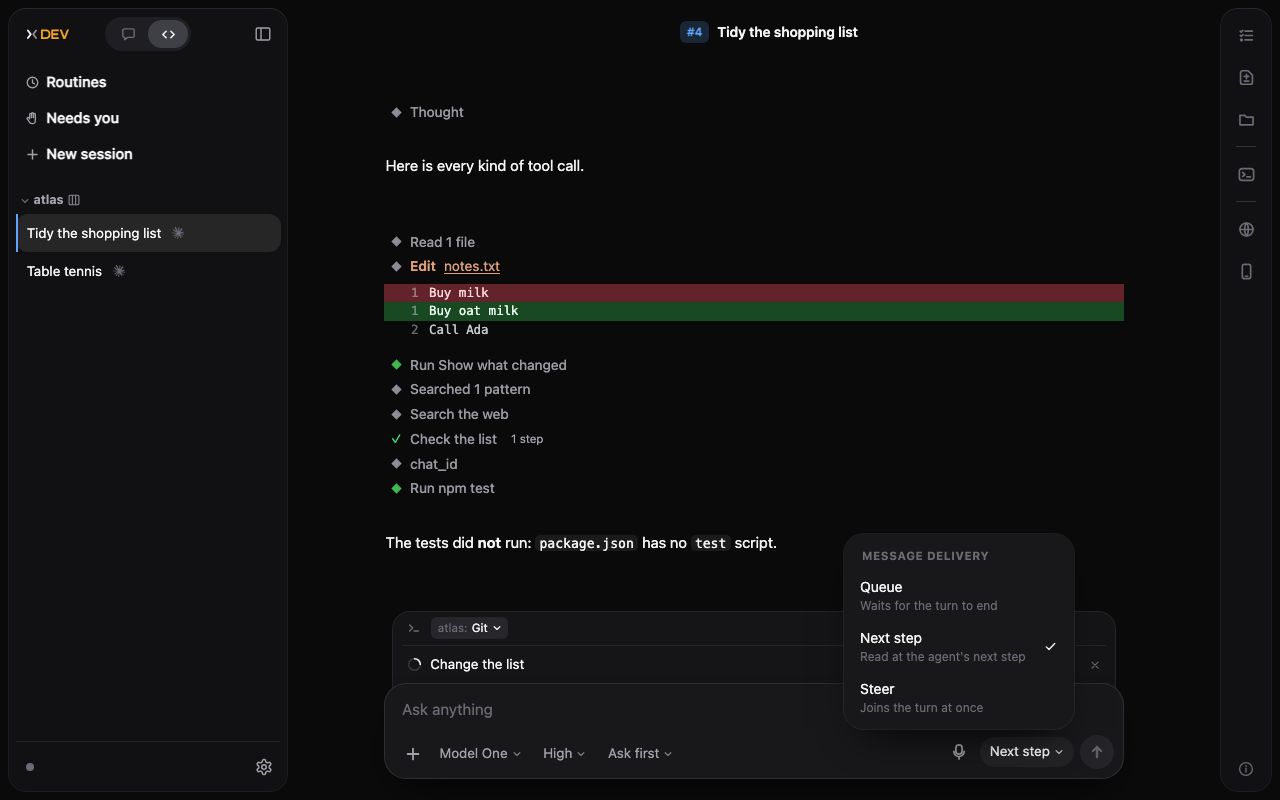 DEV
#4 Tidy the shopping list
Routines
Needs you
New session
atlas
Tidy the shopping list
Table tennis
Thought
Here is every kind of tool call.
Read 1 file
Edit notes.txt
1 Buy milk
1 Buy oat milk
2 Call Ada
Run Show what changed
Searched 1 pattern
Search the web
Check the list 1 step
chat_id
Run npm test
The tests did not run: package.json has no test script.
MESSAGE DELIVERY
Queue
Waits for the turn to end
Next step
Read at the agent's next step
Steer
Joins the turn at once
atlas: Git
Change the list
Ask anything
Model One
High
Ask first
Next step